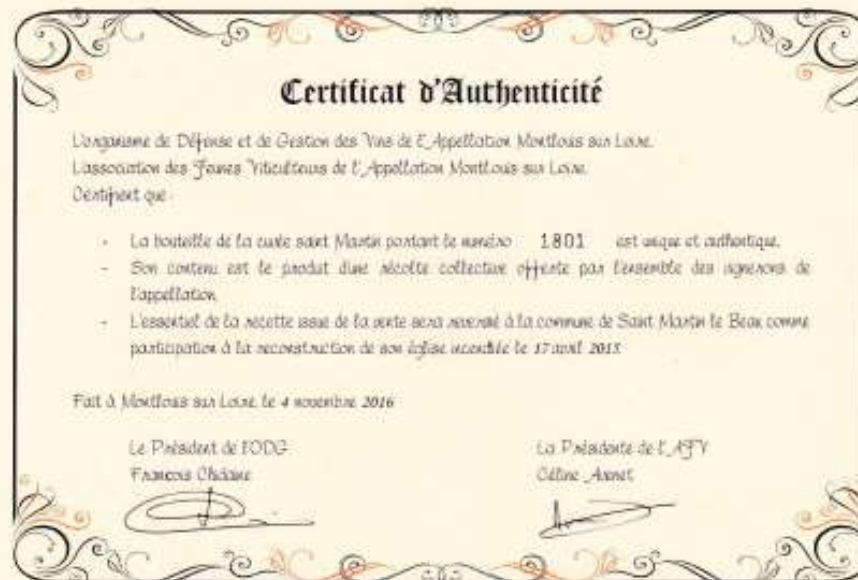 Certificat d'Authenticité
L'organisme de Défense et de Gestion des Vins de l'Appellation Montlouis sur Loire.
L'association des Jeunes Viticulteurs de l'Appellation Montlouis sur Loire.
Certifient que :
- La bouteille de la cuvée saint Martin portant le numéro 1801 est unique et authentique.
- Son contenu est le produit d'une récolte collective offerte par l'ensemble des vignerons de
l'appellation
- L'essentiel de la recette issue de la vente sera reversé à la commune de Saint Martin le Beau comme
participation à la reconstruction de son église incendiée le 17 avril 2015
Fait à Montlouis sur Loire le 4 novembre 2016
Le Président de l'ODG
La Présidente de l'AJV
François Chidaine
Céline